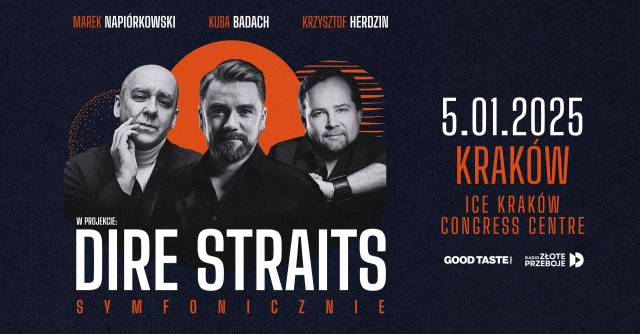 MAREK NAPIÓRKOWSKI
KUBA BADACH
KRZYSZTOF HERDZIN
W PROJEKCIE:
DIRE STRAITS
SYMFONICZNIE
5.01.2025
KRAKÓW
ICE KRAKÓW
CONGRESS CENTRE
GOOD TASTE
RADIO ZŁOTE
PRZEBOJE